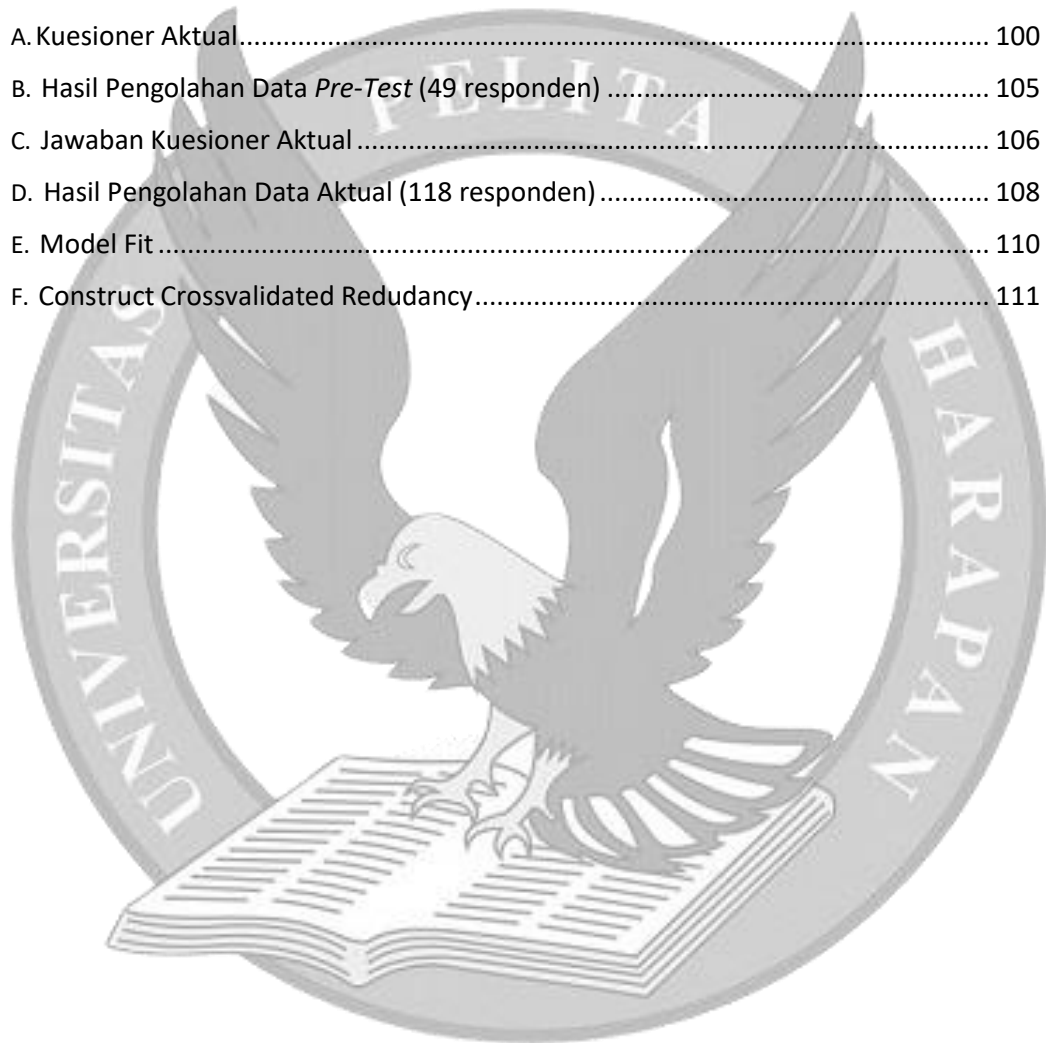 A. Kuesioner Aktual.................................................................................................................. 100
B. Hasil Pengolahan Data Pre-Test (49 responden) .......................................................... 105
C. Jawaban Kuesioner Aktual ................................................................................................ 106
D. Hasil Pengolahan Data Aktual (118 responden) ........................................................... 108
E. Model Fit ............................................................................................................................. 110
F. Construct Crossvalidated Redudancy.............................................................................. 111
UNIVERSITAS PELITA HARAPAN